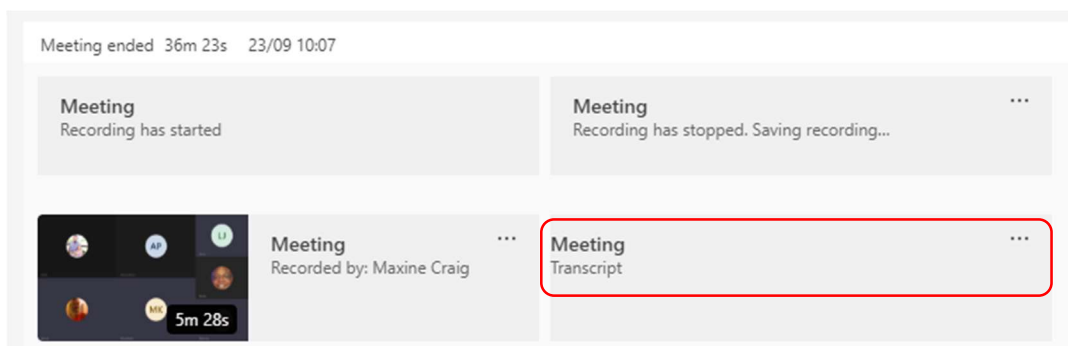 Meeting ended 36m 23s 23/09 10:07
Meeting
Recording has started
Meeting
Recording has stopped. Saving recording...
AP
LJ
MK
5m 28s
Meeting
Recorded by: Maxine Craig
Meeting
Transcript